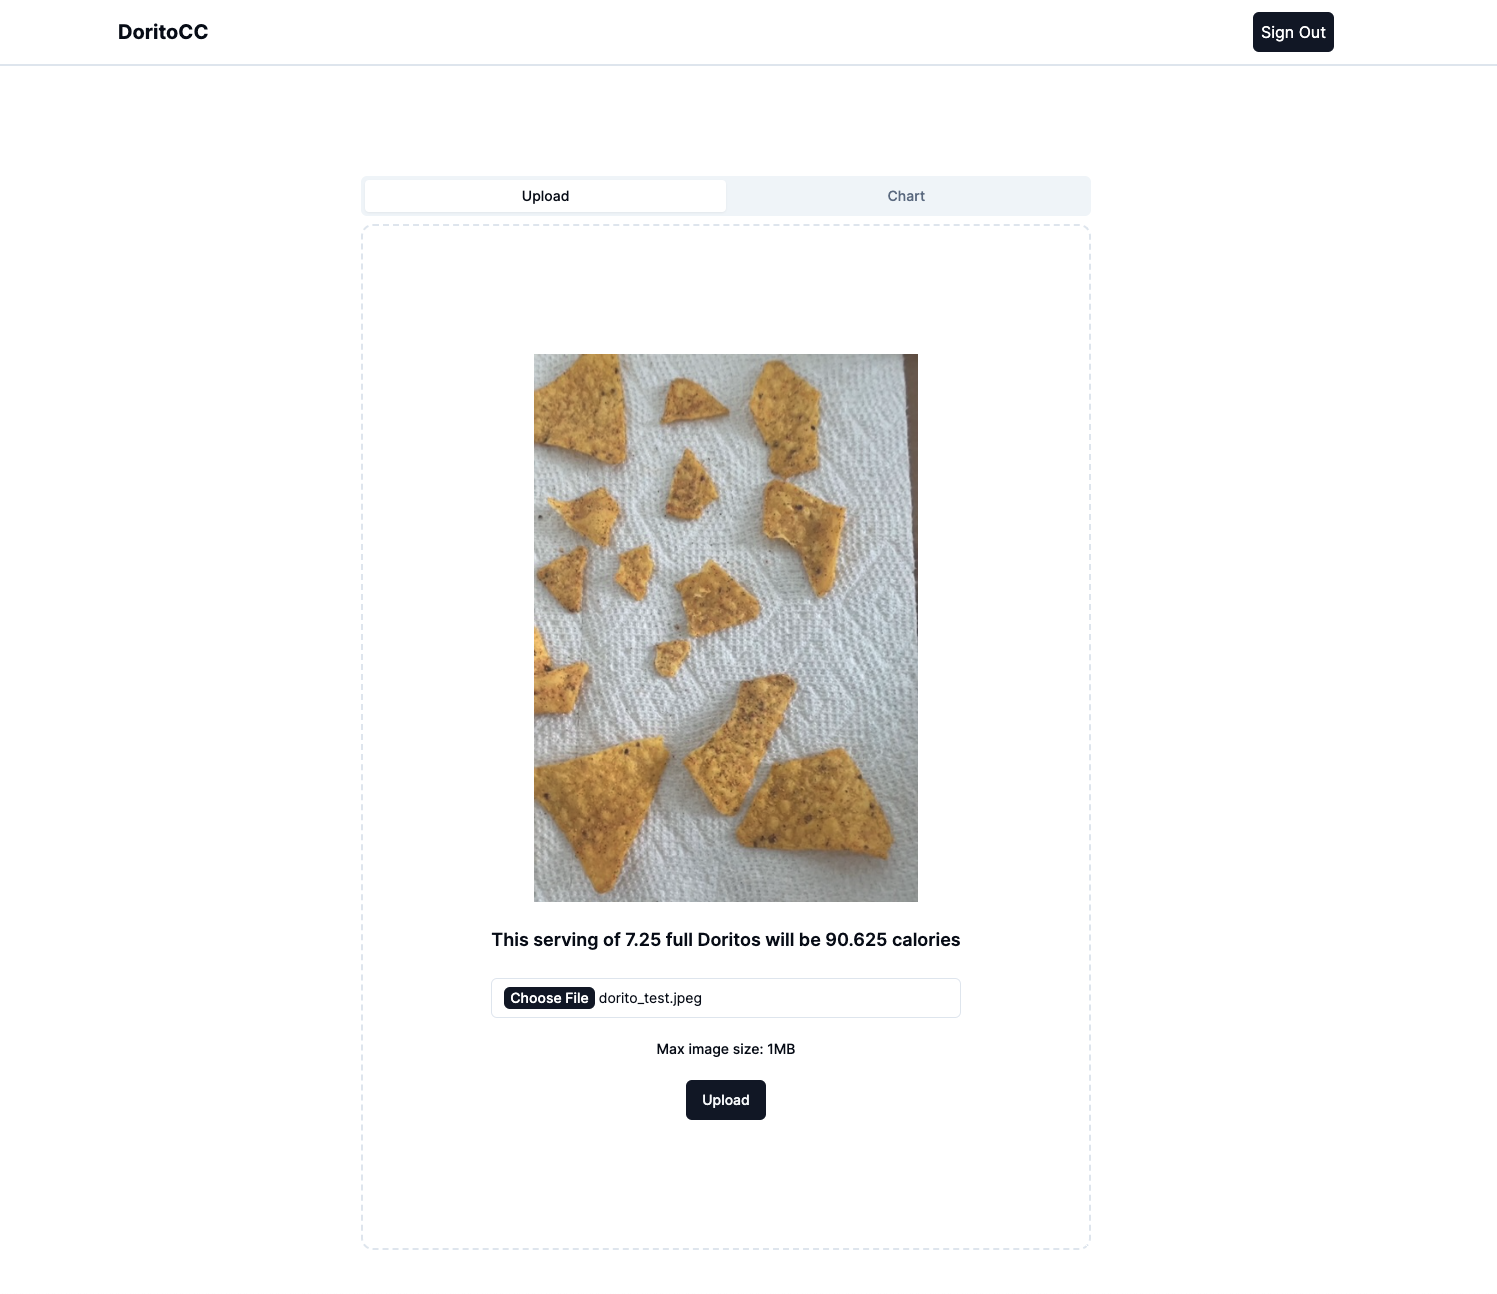 DoritoCC
Sign Out
Upload
Chart
This serving of 7.25 full Doritos will be 90.625 calories
Choose File dorito_test.jpeg
Max image size: 1MB
Upload